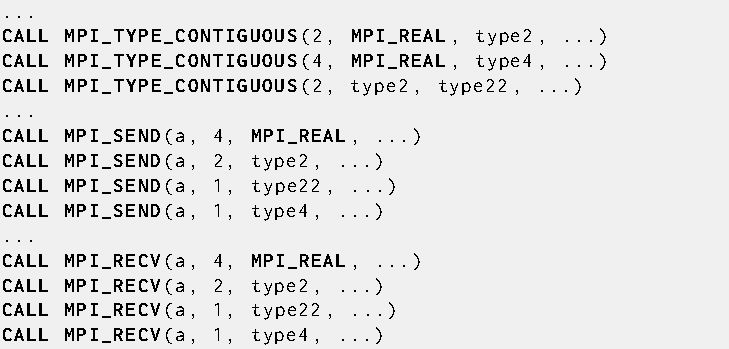 ...
CALL MPI_TYPE_CONTIGUOUS(2, MPI_REAL, type2, ...)
CALL MPI_TYPE_CONTIGUOUS(4, MPI_REAL, type4, ...)
CALL MPI_TYPE_CONTIGUOUS(2, type2, type22, ...)
...
CALL MPI_SEND(a, 4, MPI_REAL, ...)
CALL MPI_SEND(a, 2, type2, ...)
CALL MPI_SEND(a, 1, type22, ...)
CALL MPI_SEND(a, 1, type4, ...)
...
CALL MPI_RECV(a, 4, MPI_REAL, ...)
CALL MPI_RECV(a, 2, type2, ...)
CALL MPI_RECV(a, 1, type22, ...)
CALL MPI_RECV(a, 1, type4, ...)